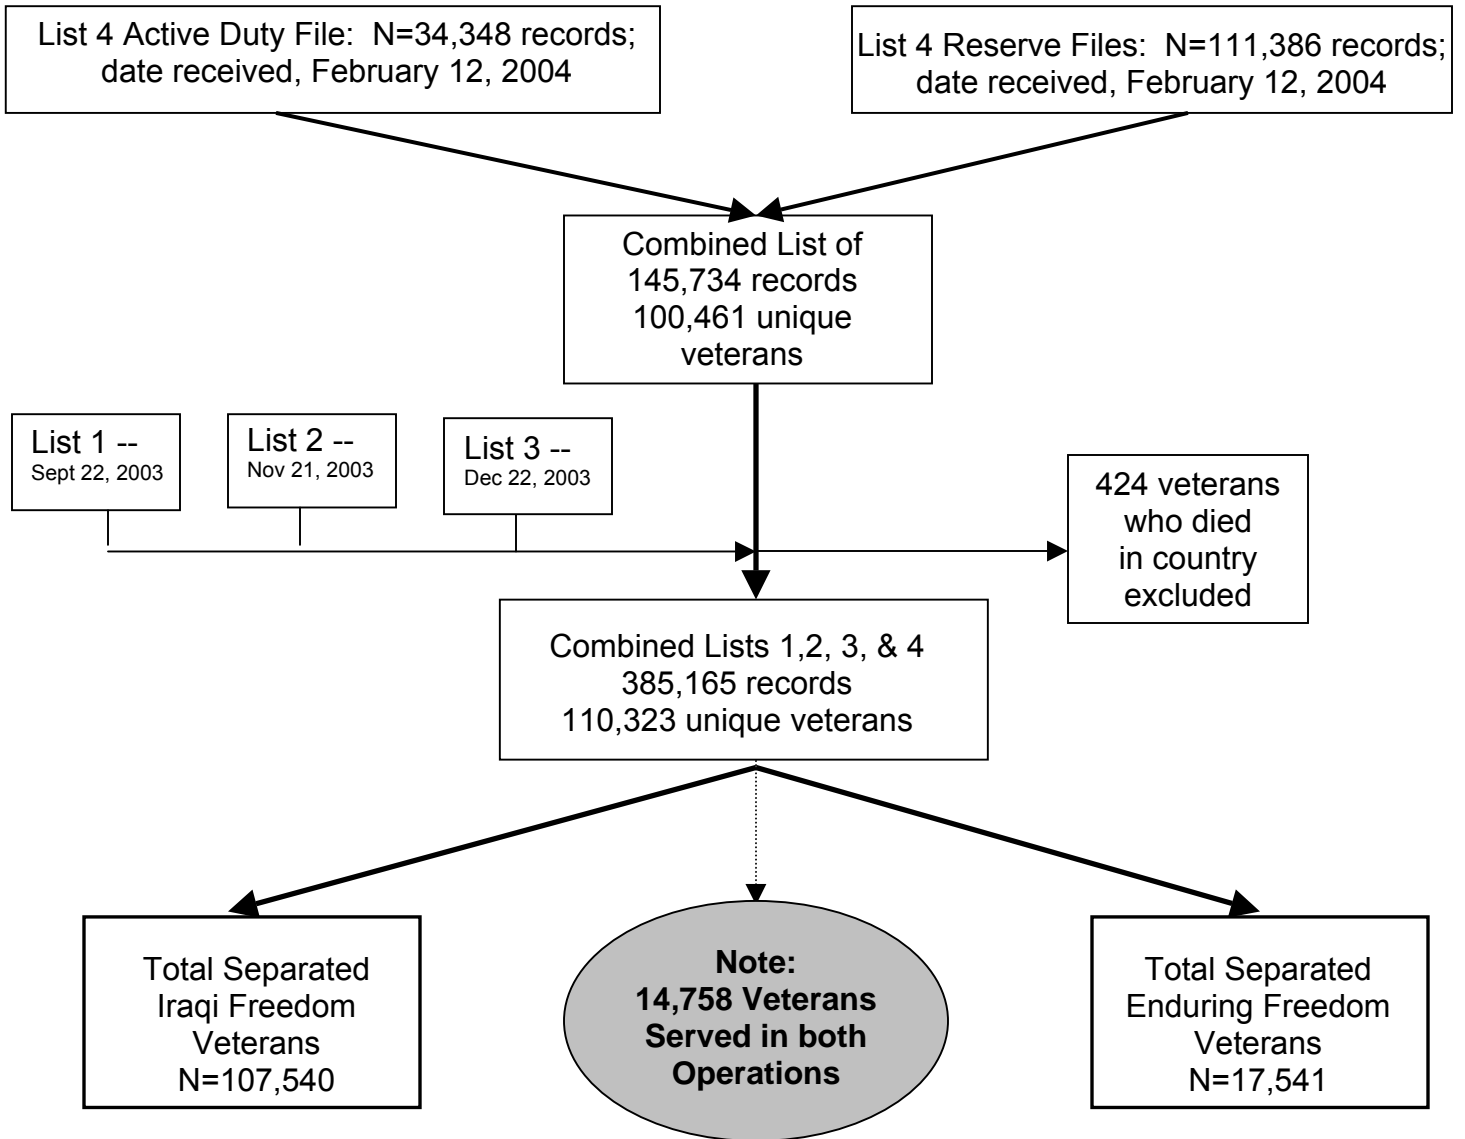 List 4 Active Duty File:  N=34,348 records;
date received, February 12, 2004
List 4 Reserve Files:  N=111,386 records;
date received, February 12, 2004
Combined List of
145,734 records
100,461 unique
veterans
List 1 --
Sept 22, 2003
List 2 --
Nov 21, 2003
List 3 --
Dec 22, 2003
424 veterans
who died
in country
excluded
Combined Lists 1,2, 3, & 4
385,165 records
110,323 unique veterans
Total Separated
Iraqi Freedom
Veterans
N=107,540
Note:
14,758 Veterans
Served in both
Operations
Total Separated
Enduring Freedom
Veterans
N=17,541